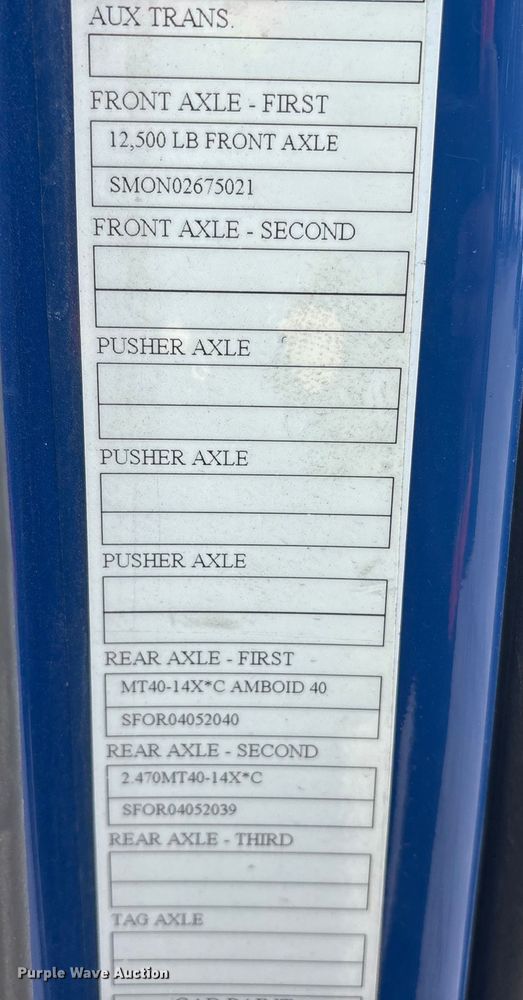 AUX TRANS.
FRONT AXLE - FIRST
12,500 LB FRONT AXLE
SMON02675021
FRONT AXLE - SECOND
PUSHER AXLE
PUSHER AXLE
PUSHER AXLE
REAR AXLE - FIRST
MT40-14X*C AMBOID 40
SFOR04052040
REAR AXLE - SECOND
2.470MT40-14X*C
SFOR04052039
REAR AXLE - THIRD
TAG AXLE
Purple Wave Auction